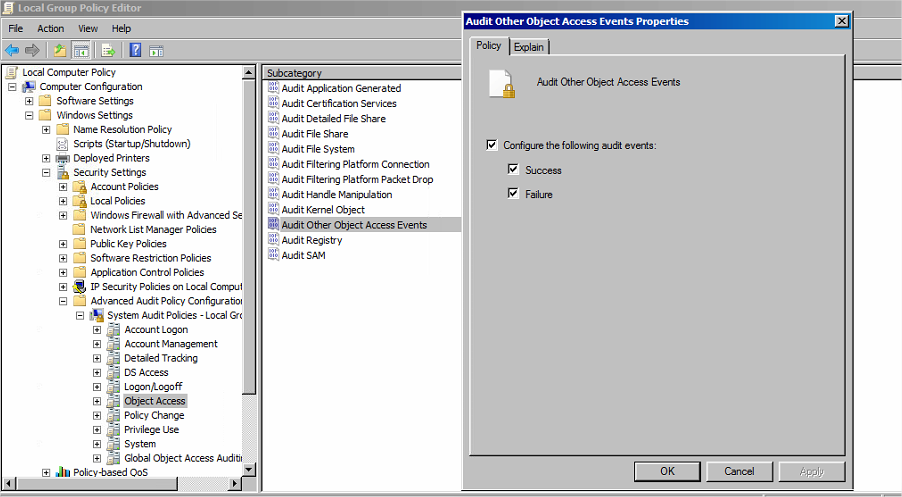 Local Group Policy Editor
File Action View Help
Local Computer Policy
Computer Configuration
Software Settings
Windows Settings
Name Resolution Policy
Scripts (Startup/Shutdown)
Deployed Printers
Security Settings
Account Policies
Local Policies
Windows Firewall with Advanced Se
Network List Manager Policies
Public Key Policies
Software Restriction Policies
Application Control Policies
IP Security Policies on Local Comput
Advanced Audit Policy Configuration
System Audit Policies - Local Gro
Account Logon
Account Management
Detailed Tracking
DS Access
Logon/Logoff
Object Access
Policy Change
Privilege Use
System
Global Object Access Auditin
Policy-based QoS
Subcategory
Audit Application Generated
Audit Certification Services
Audit Detailed File Share
Audit File Share
Audit File System
Audit Filtering Platform Connection
Audit Filtering Platform Packet Drop
Audit Handle Manipulation
Audit Kernel Object
Audit Other Object Access Events
Audit Registry
Audit SAM
Audit Other Object Access Events Properties
Policy Explain
Audit Other Object Access Events
Configure the following audit events:
Success
Failure
OK Cancel Apply